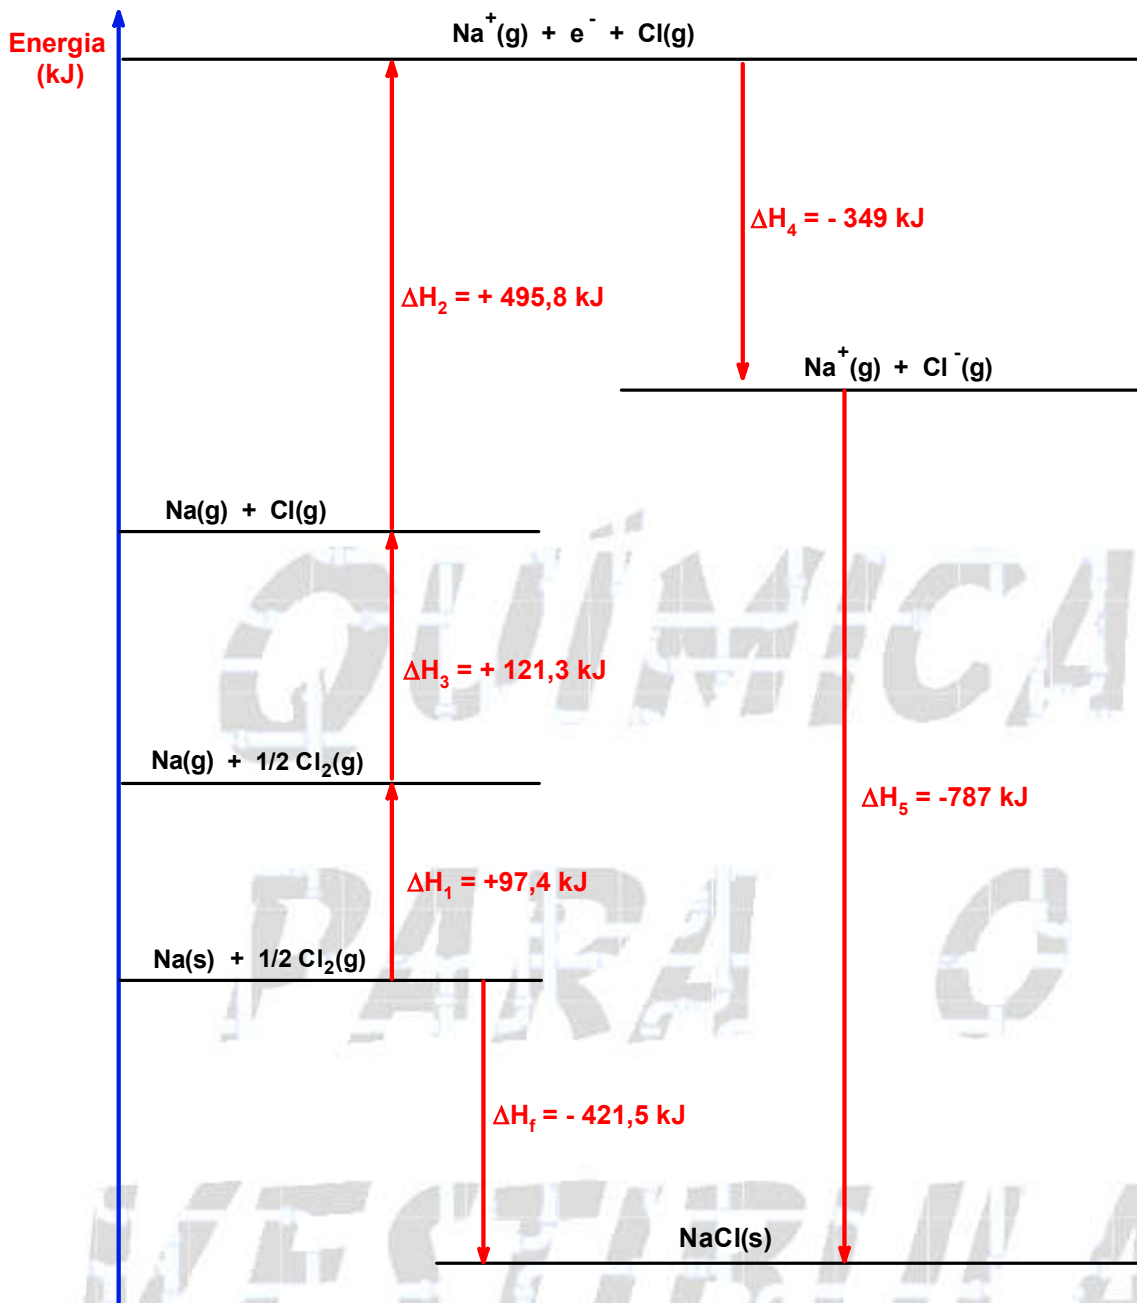 Na⁺(g) + e⁻ + Cl(g)
Energia
(kJ)
ΔH₄ = - 349 kJ
ΔH₂ = + 495,8 kJ
Na⁺(g) + Cl⁻(g)
Na(g) + Cl(g)
QUÍMICA
ΔH₃ = + 121,3 kJ
Na(g) + 1/2 Cl₂(g)
ΔH₅ = -787 kJ
ΔH₁ = +97,4 kJ
PARA O
Na(s) + 1/2 Cl₂(g)
ΔHf = - 421,5 kJ
NaCl(s)